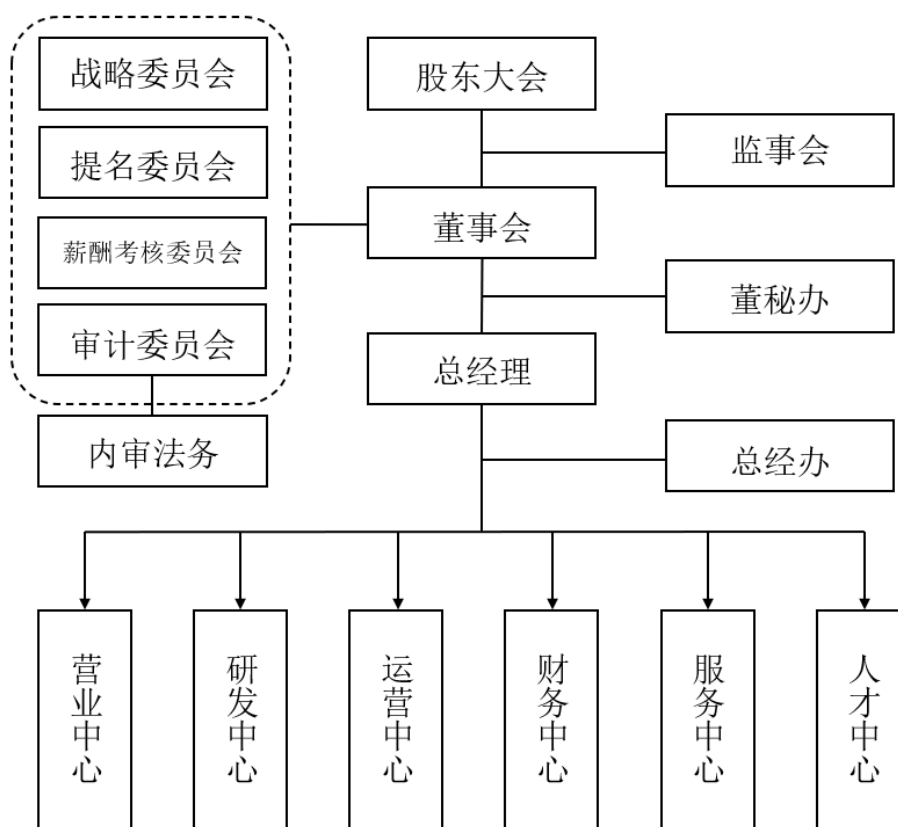 战略委员会
股东大会
提名委员会
监事会
薪酬考核委员会
董事会
审计委员会
董秘办
总经理
内审法务
总经办
营业中心
研发中心
运营中心
财务中心
服务中心
人才中心